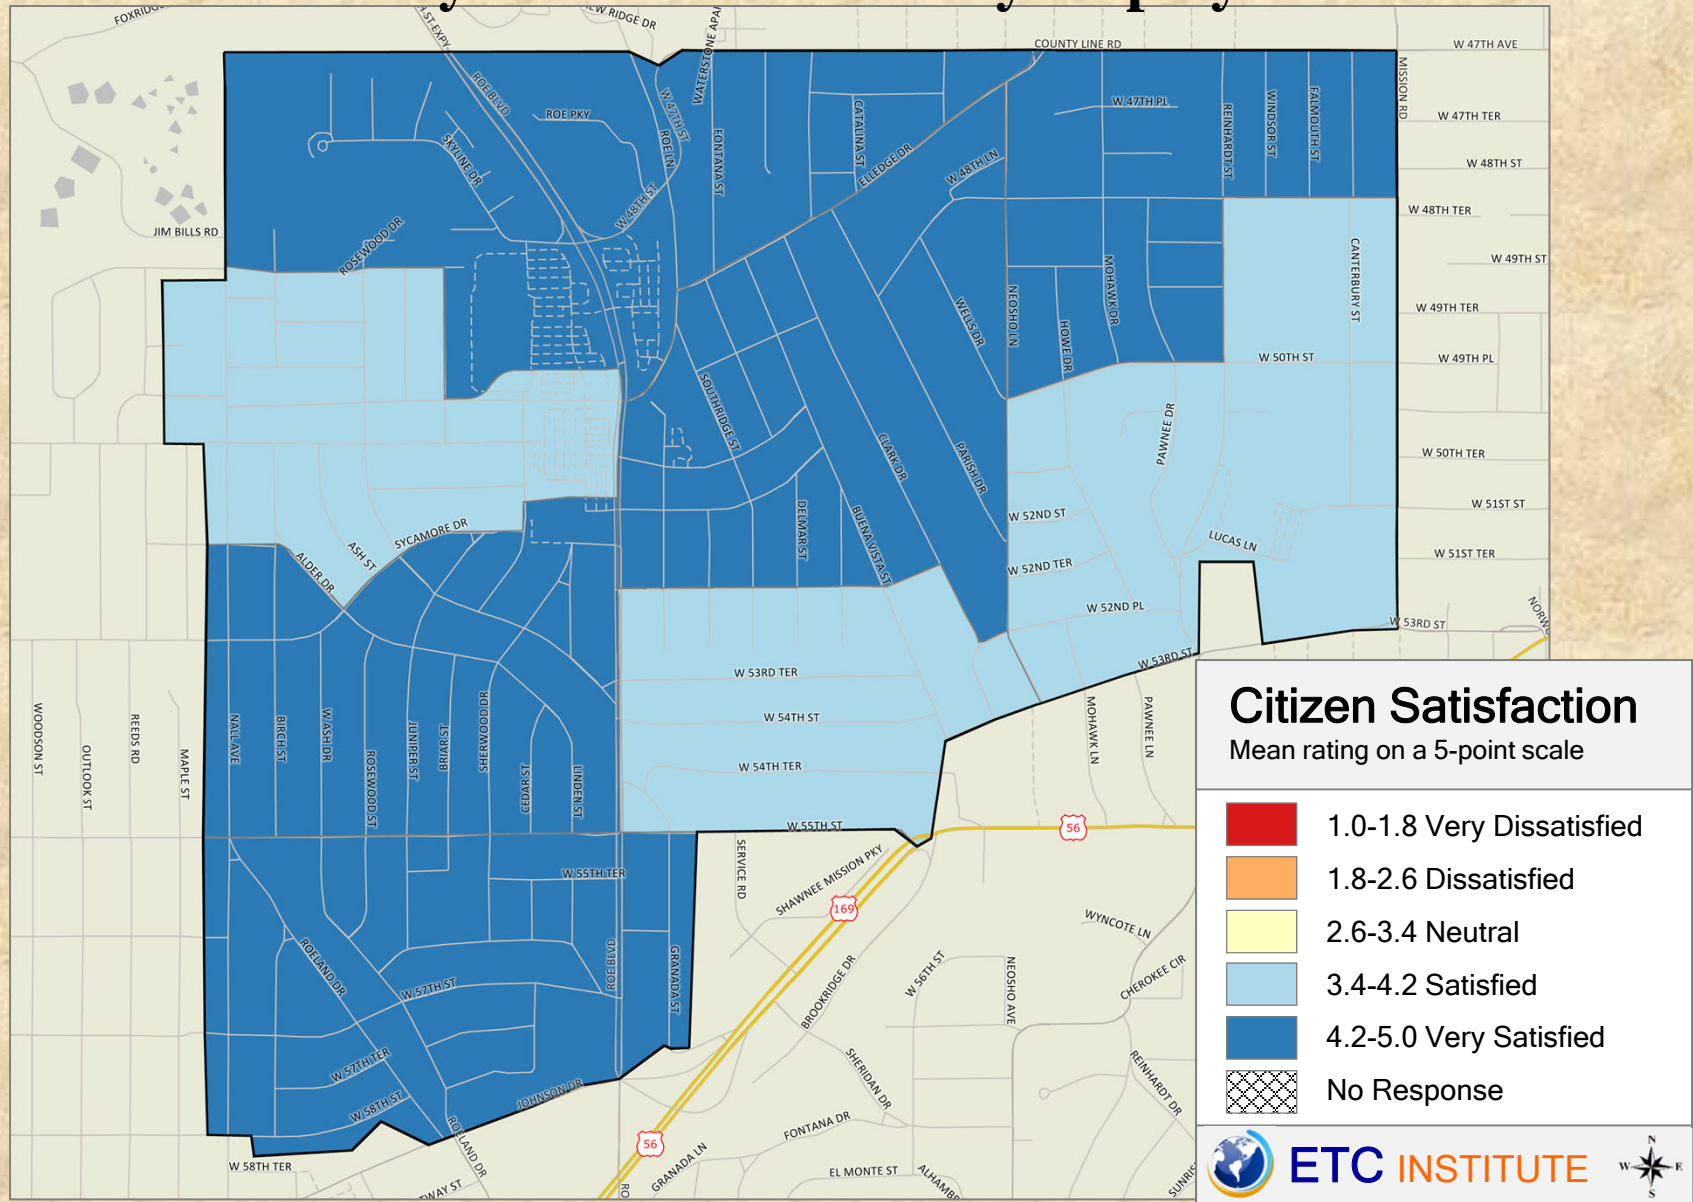 COUNTY LINE RD
W 47TH AVE
ROE BLVD
W 47TH ST
MISSION RD
ROE PKY
CATALINA ST
W 47TH PL
REINHARDT ST
WINDSOR ST
FALMOUTH ST
W 47TH TER
SKYLINE DR
ROE LN
FONTANA ST
ELLEDGE DR
W 48TH LN
W 48TH ST
W 48TH ST
W 48TH TER
JIM BILLS RD
ROSEWOOD DR
CANTERBURY ST
W 49TH ST
MOHAWK DR
NEOSHO LN
WELLS DR
HOWE DR
W 49TH TER
W 50TH ST
W 49TH PL
SOUTHRIDGE ST
CLARK DR
PARISH DR
PAWNEE DR
W 50TH TER
W 51ST ST
DELMAR ST
BUENA VISTA ST
W 52ND ST
SYCAMORE DR
ASH ST
ALDER DR
LUCAS LN
W 51ST TER
W 52ND TER
W 52ND PL
W 53RD ST
W 53RD ST
W 53RD TER
W 54TH ST
W 54TH TER
W 55TH ST
WOODSON ST
OUTLOOK ST
REEDS RD
MAPLE ST
NALL AVE
BIRCH ST
W ASH DR
ROSEWOOD ST
JUNIPER ST
BRIAR ST
SHERWOOD DR
CEDAR ST
LINDEN ST
MOHAWK LN
PAWNEE LN
56
SERVICE RD
SHAWNEE MISSION PKY
W 55TH TER
169
WYNCOTE LN
ROELAND DR
ROE BLVD
GRANADA ST
W 57TH ST
BROOKRIDGE DR
W 56TH ST
NEOSHO AVE
CHEROKEE CIR
W 57TH TER
SHERIDAN DR
REINHARDT DR
W 58TH ST
JOHNSON DR
ROELAND DR
56
FONTANA DR
W 58TH TER
GRANADA LN
EL MONTE ST
Citizen Satisfaction
Mean rating on a 5-point scale
1.0-1.8 Very Dissatisfied
1.8-2.6 Dissatisfied
2.6-3.4 Neutral
3.4-4.2 Satisfied
4.2-5.0 Very Satisfied
No Response
ETC INSTITUTE
N
W E
S